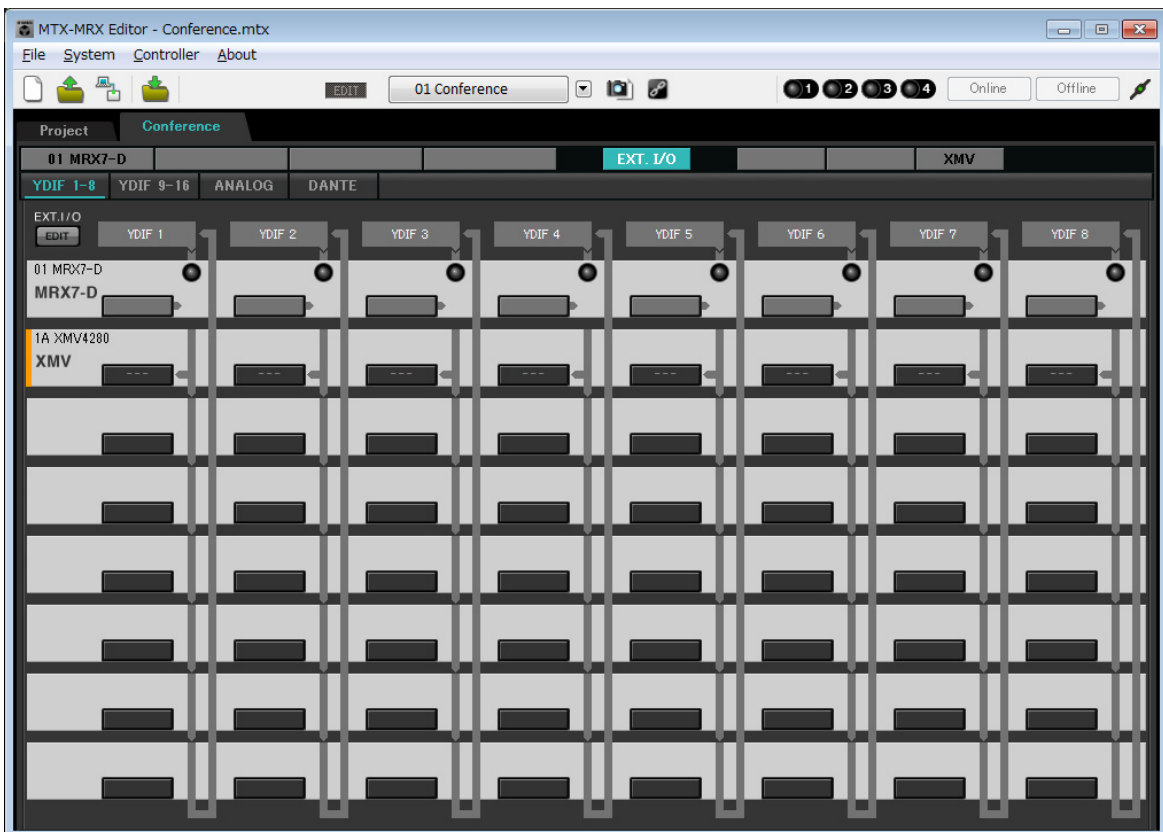 MTX-MRX Editor - Conference.mtx
File System Controller About
EDIT 01 Conference 1 2 3 4 Online Offline
Project Conference
01 MRX7-D EXT. I/O XMV
YDIF 1-8 YDIF 9-16 ANALOG DANTE
EXT.I/O
EDIT YDIF 1 YDIF 2 YDIF 3 YDIF 4 YDIF 5 YDIF 6 YDIF 7 YDIF 8
01 MRX7-D
MRX7-D
1A XMV4280
XMV
--- --- --- --- --- --- --- ---